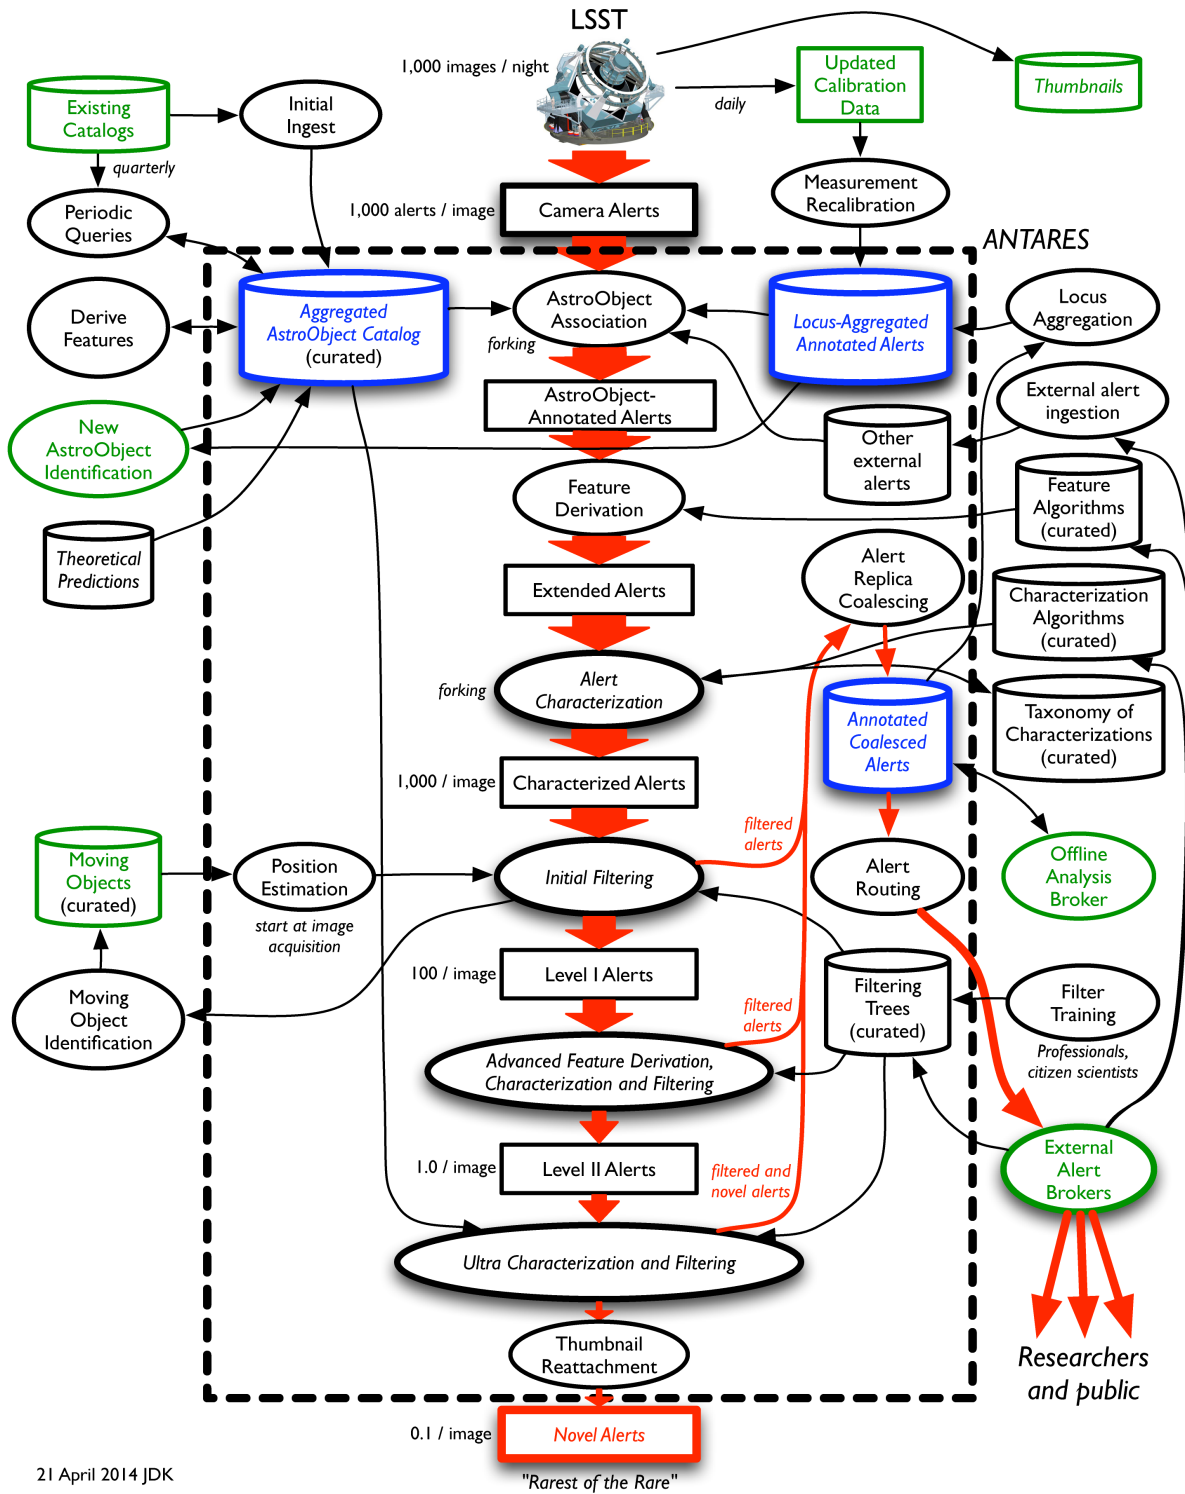 LSST
1,000 images / night
daily
Updated
Calibration
Data
Thumbnails
Existing
Catalogs
Initial
Ingest
quarterly
Periodic
Queries
1,000 alerts / image
Camera Alerts
Measurement
Recalibration
ANTARES
Derive
Features
Aggregated
AstroObject Catalog
(curated)
AstroObject
Association
forking
Locus-Aggregated
Annotated Alerts
Locus
Aggregation
AstroObject-
Annotated Alerts
External alert
ingestion
New
AstroObject
Identification
Other
external
alerts
Feature
Derivation
Feature
Algorithms
(curated)
Theoretical
Predictions
Extended Alerts
Alert
Replica
Coalescing
Characterization
Algorithms
(curated)
forking
Alert
Characterization
Annotated
Coalesced
Alerts
Taxonomy of
Characterizations
(curated)
1,000 / image
Characterized Alerts
filtered
alerts
Moving
Objects
(curated)
Position
Estimation
start at image
acquisition
Initial Filtering
Alert
Routing
Offline
Analysis
Broker
100 / image
Level I Alerts
filtered
alerts
Filtering
Trees
(curated)
Filter
Training
Professionals,
citizen scientists
Moving
Object
Identification
Advanced Feature Derivation,
Characterization and Filtering
1.0 / image
Level II Alerts
filtered and
novel alerts
External
Alert
Brokers
Ultra Characterization and Filtering
Thumbnail
Reattachment
Researchers
and public
0.1 / image
Novel Alerts
"Rarest of the Rare"
21 April 2014 JDK